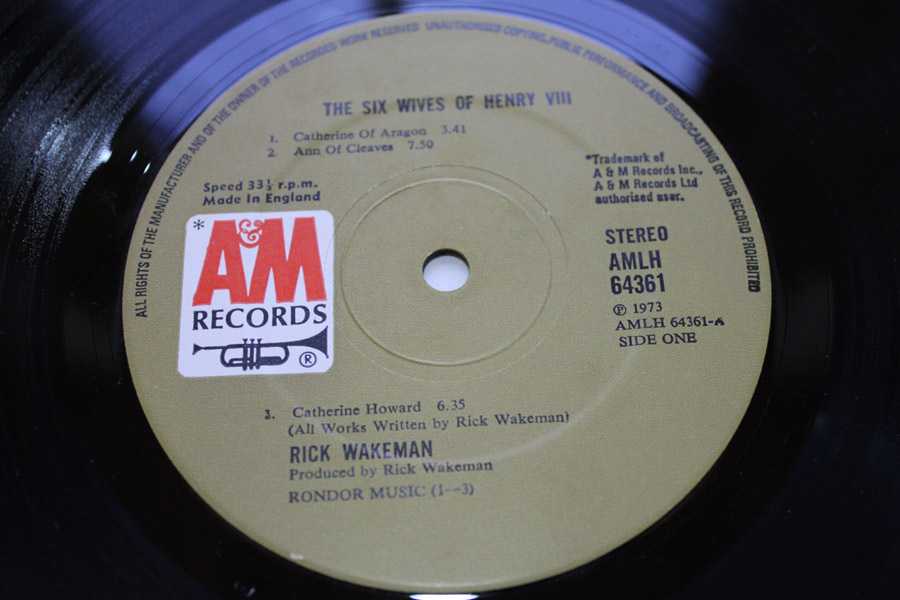 ALL RIGHTS OF THE MANUFACTURER AND OF THE OWNER OF THE RECORDED WORK RESERVED UNAUTHORISED COPYING, PUBLIC PERFORMANCE AND BROADCASTING OF THIS RECORD PROHIBITED
THE SIX WIVES OF HENRY VIII
1. Catherine Of Aragon 3.41
2. Ann Of Cleaves 7.50
Speed 33⅓ r.p.m.
Made In England
*Trademark of
A & M Records Inc.,
A & M Records Ltd
authorised user.
*
A&M
RECORDS
®
STEREO
AMLH
64361
℗ 1973
AMLH 64361-A
SIDE ONE
3. Catherine Howard 6.35
(All Works Written by Rick Wakeman)
RICK WAKEMAN
Produced by Rick Wakeman
RONDOR MUSIC (1--3)